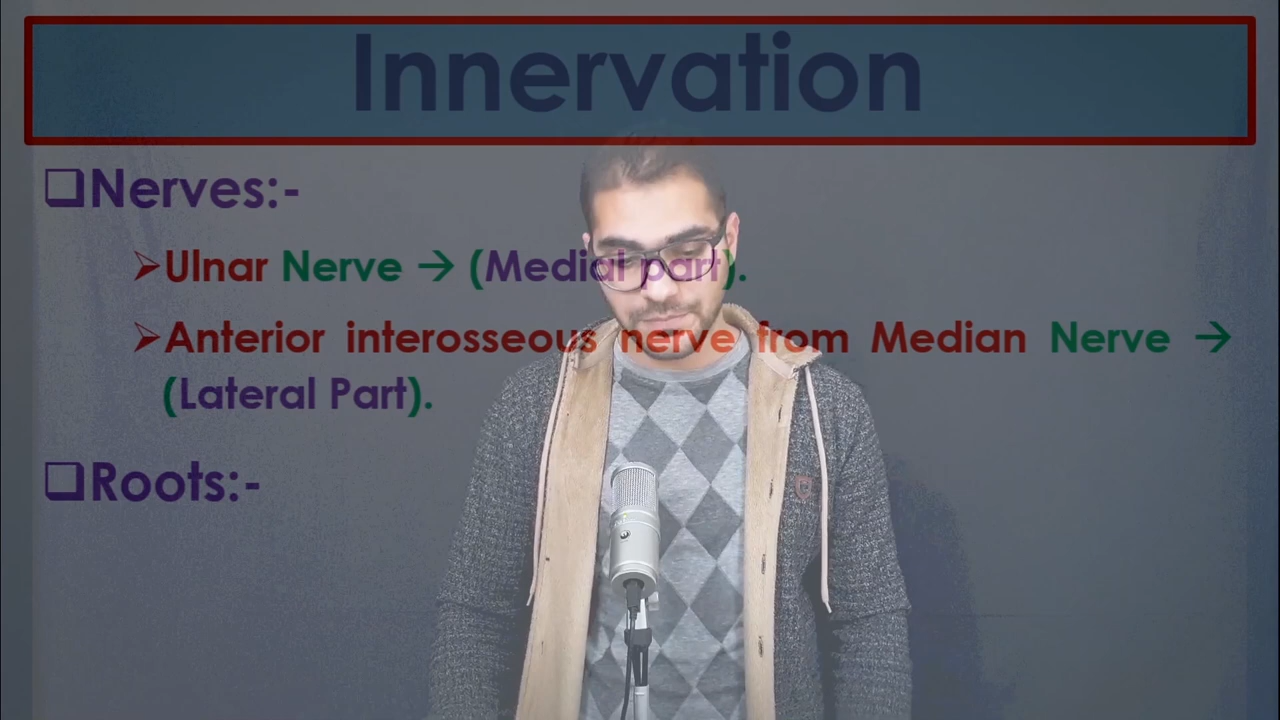 Innervation
❑Nerves:-
➢Ulnar Nerve → (Medial part).
➢Anterior interosseous nerve from Median Nerve →
(Lateral Part).
❑Roots:-